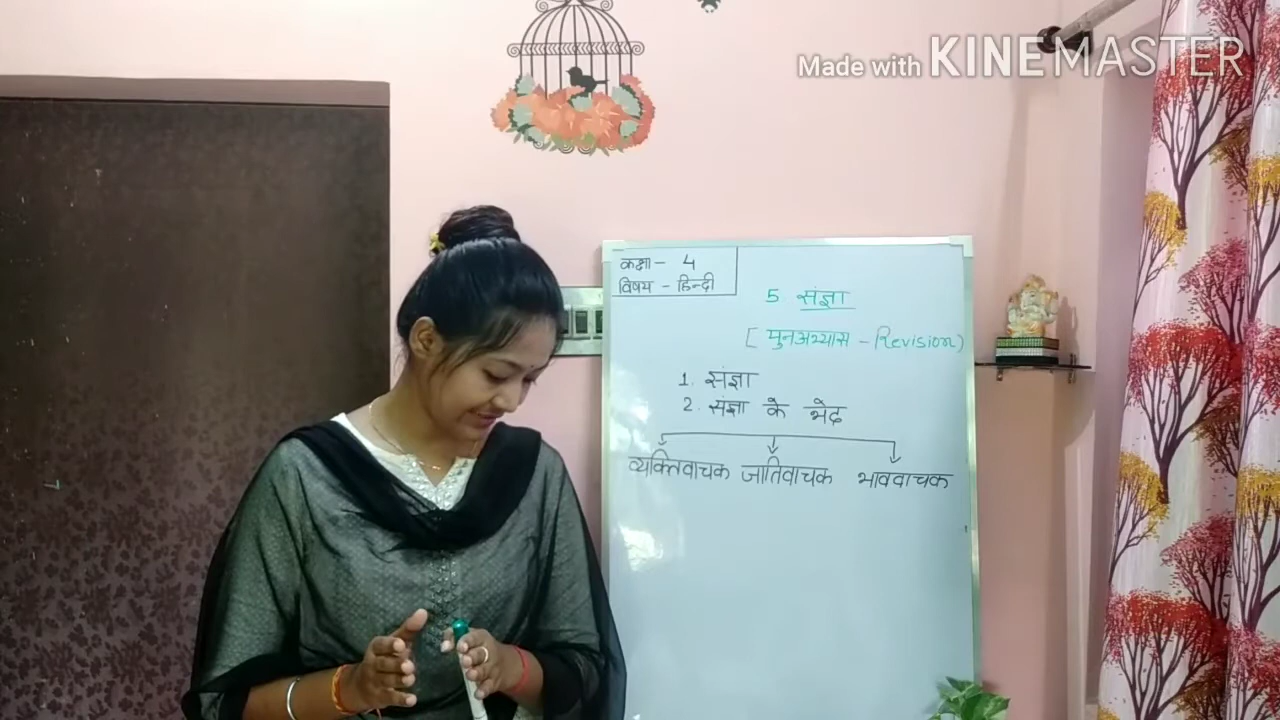 Made with KINEMASTER
कक्षा - 4
विषय - हिन्दी
5. संज्ञा
[ पुनअभ्यास - Revision)
1. संज्ञा
2. संज्ञा के भेद
व्यक्तिवाचक जातिवाचक भाववाचक